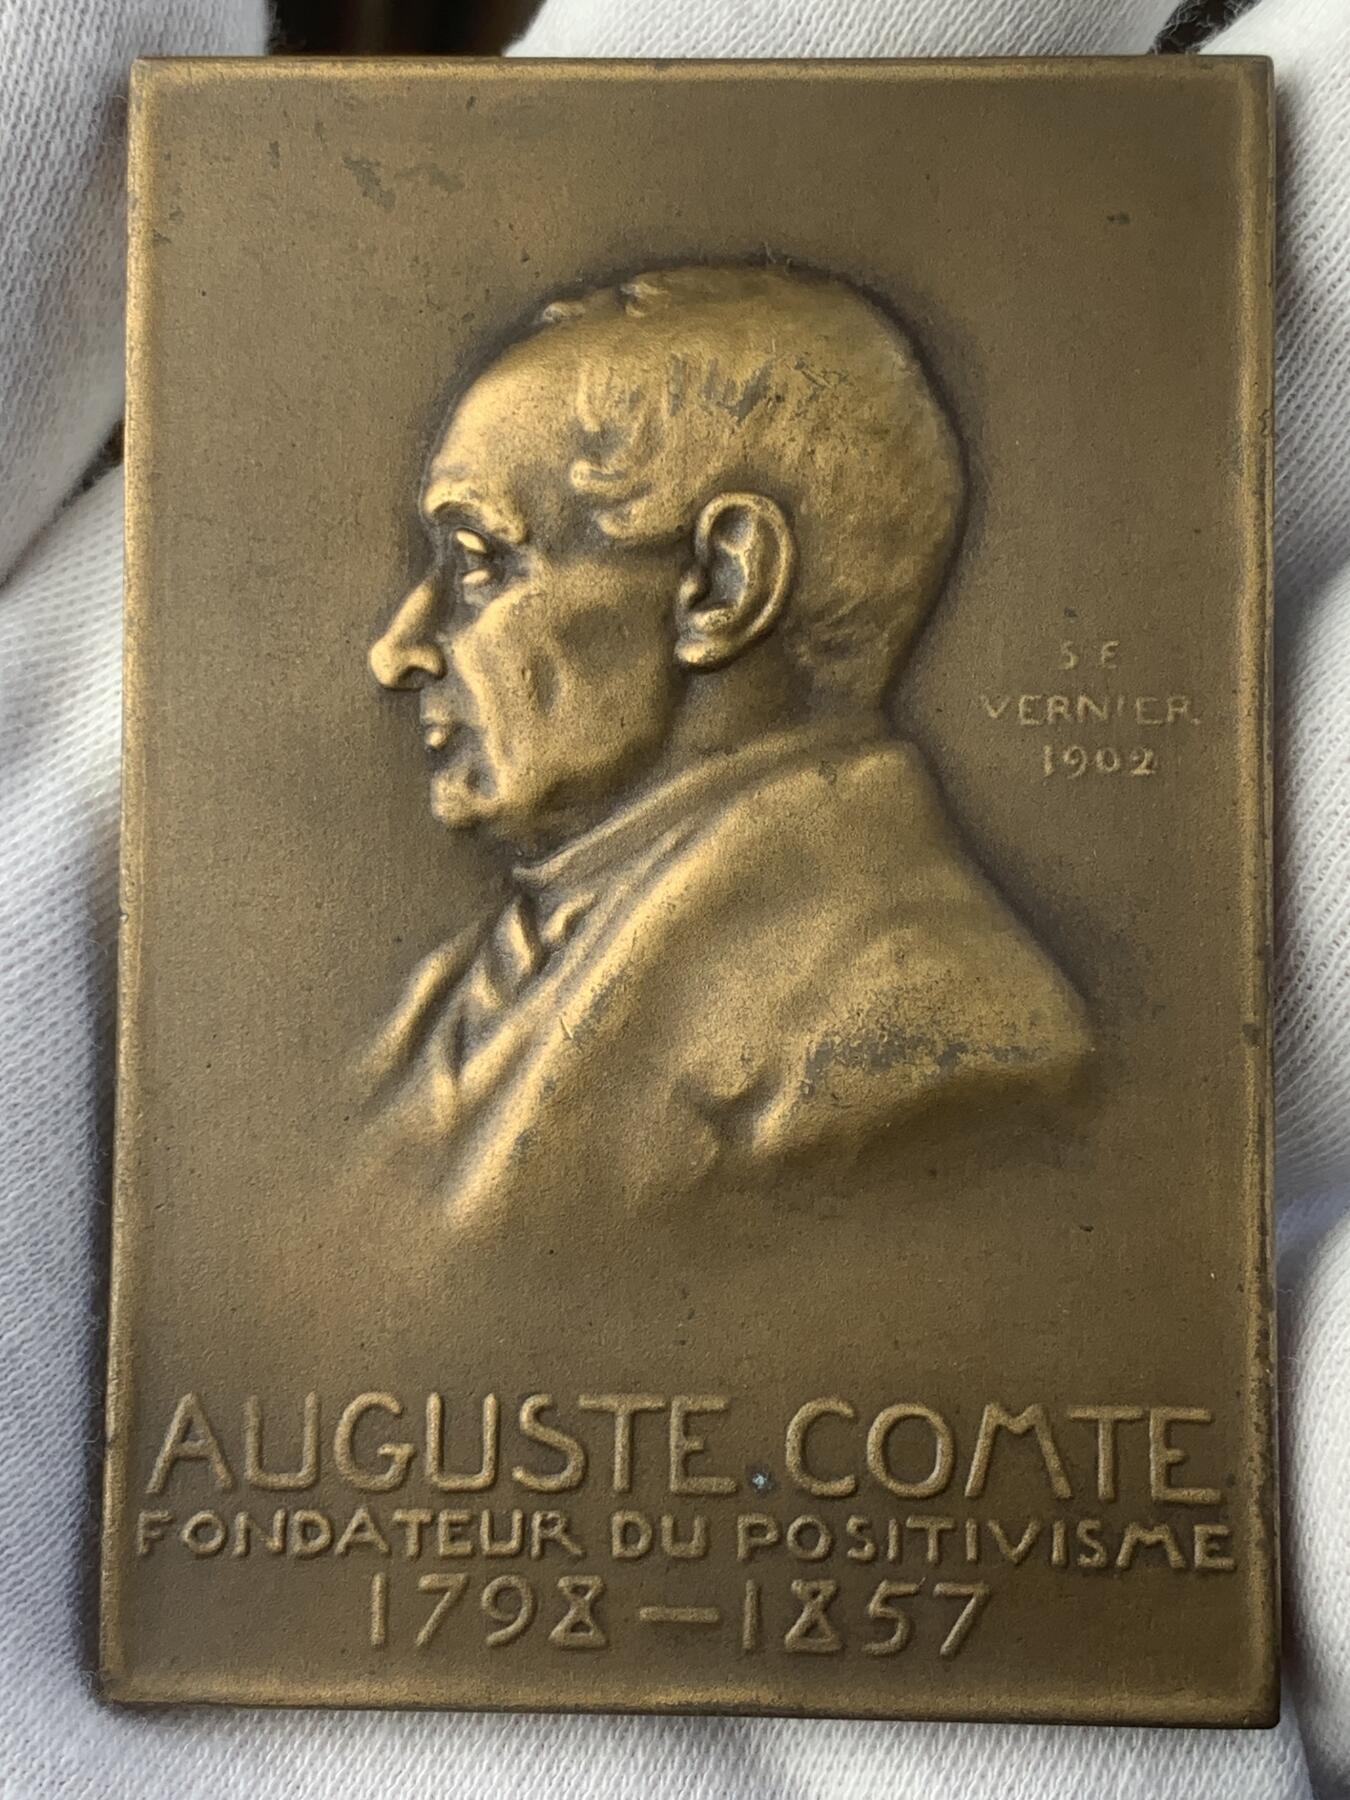 S E
VERNIER
1902
AUGUSTE. COMTE
FONDATEUR DU POSITIVISME
1798—1857